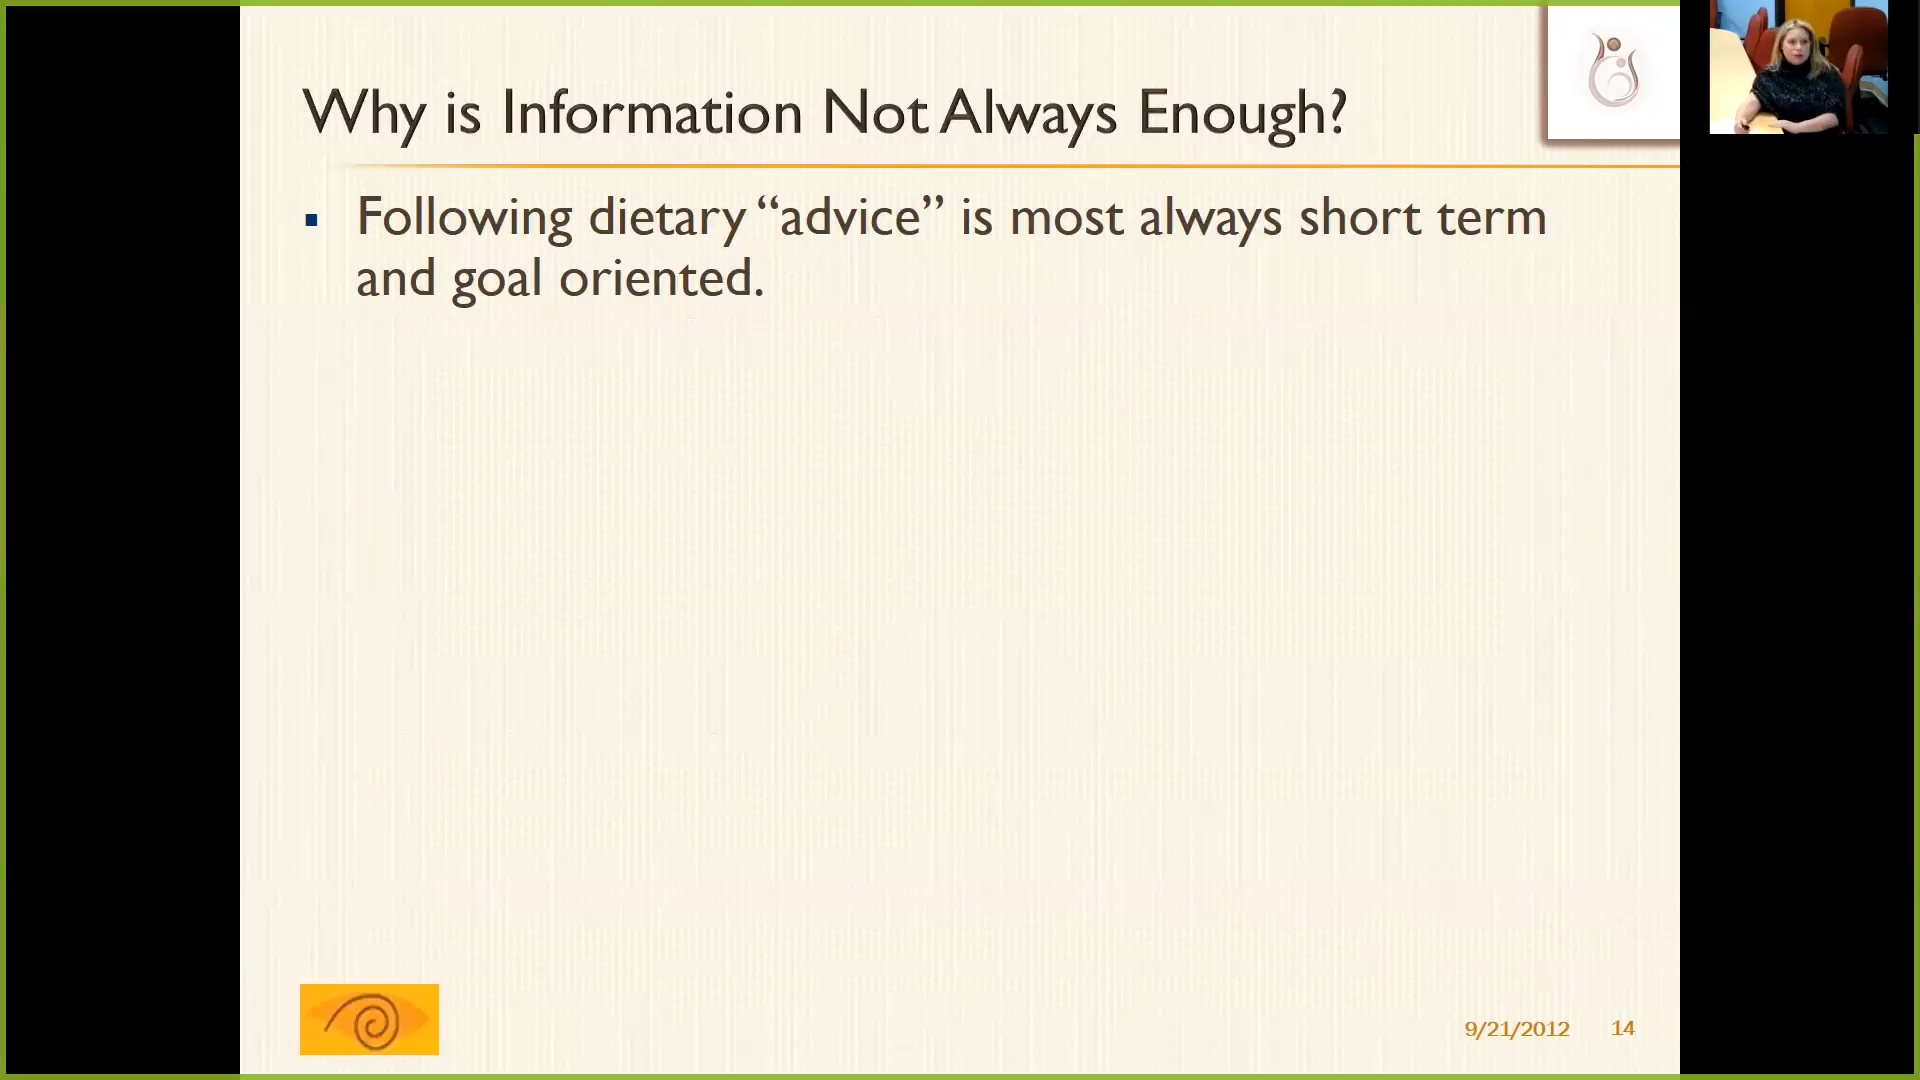 Why is Information Not Always Enough?
▪ Following dietary “advice” is most always short term
and goal oriented.
9/21/2012 14